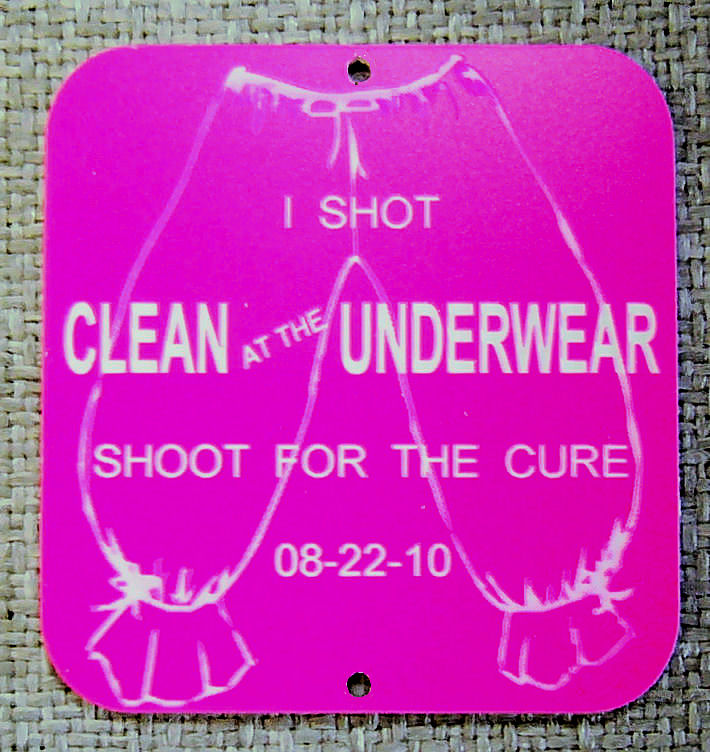 I SHOT
CLEAN AT THE UNDERWEAR
SHOOT FOR THE CURE
08-22-10